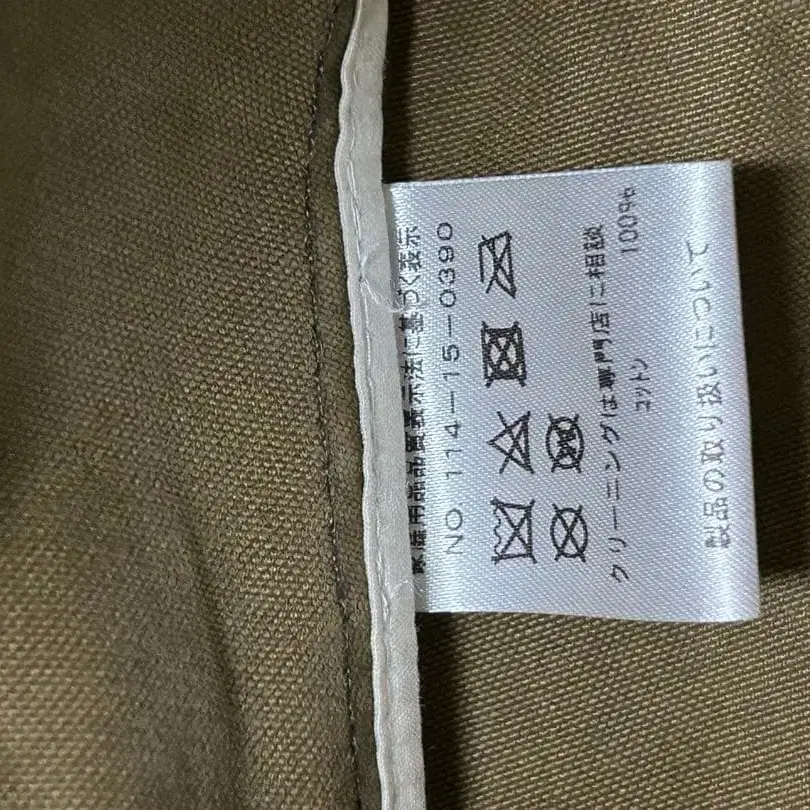 家庭用品品質表示法に基づく表示
NO 114-15-0390
クリーニングは専門店に相談
コットン 100%
製品の取り扱いについて